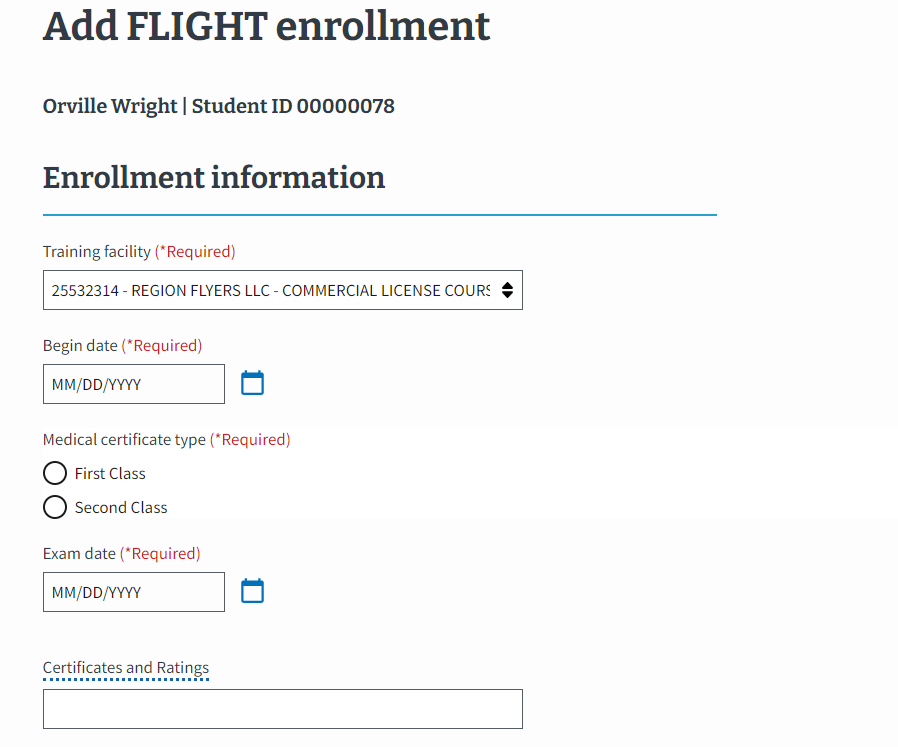 Add FLIGHT enrollment
Orville Wright | Student ID 00000078
Enrollment information
Training facility (*Required)
25532314 - REGION FLYERS LLC - COMMERCIAL LICENSE COURS
Begin date (*Required)
MM/DD/YYYY
Medical certificate type (*Required)
First Class
Second Class
Exam date (*Required)
MM/DD/YYYY
Certificates and Ratings